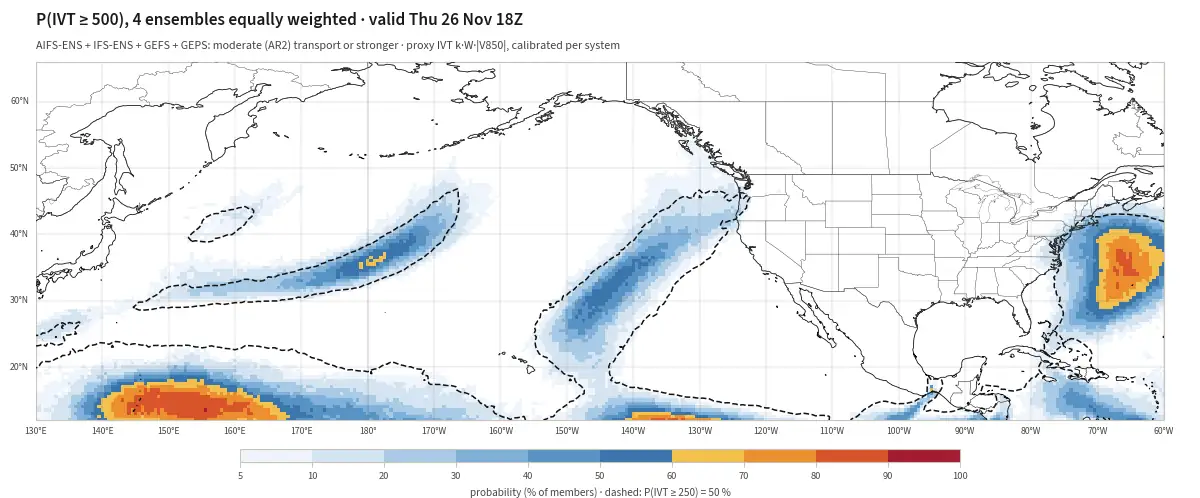 P(IVT ≥ 500), 4 ensembles equally weighted · valid Thu 26 Nov 18Z
AIFS-ENS + IFS-ENS + GEFS + GEPS: moderate (AR2) transport or stronger · proxy IVT k·W·|V850|, calibrated per system
60°N
50°N
40°N
30°N
20°N
130°E 140°E 150°E 160°E 170°E 180° 170°W 160°W 150°W 140°W 130°W 120°W 110°W 100°W 90°W 80°W 70°W 60°W
5 10 20 30 40 50 60 70 80 90 100
probability (% of members) · dashed: P(IVT ≥ 250) = 50 %